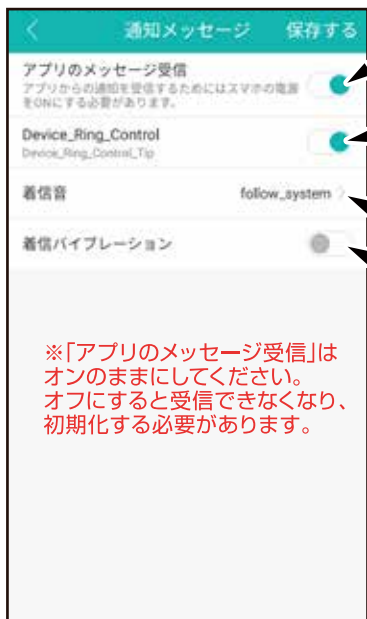 通知メッセージ 保存する
アプリのメッセージ受信
アプリからの通知を受信するためにはスマホの電源
をONにする必要があります。
Device_Ring_Control
Device_Ring_Control_Tip
着信音 follow_system
着信バイブレーション
※「アプリのメッセージ受信」は
オンのままにしてください。
オフにすると受信できなくなり、
初期化する必要があります。